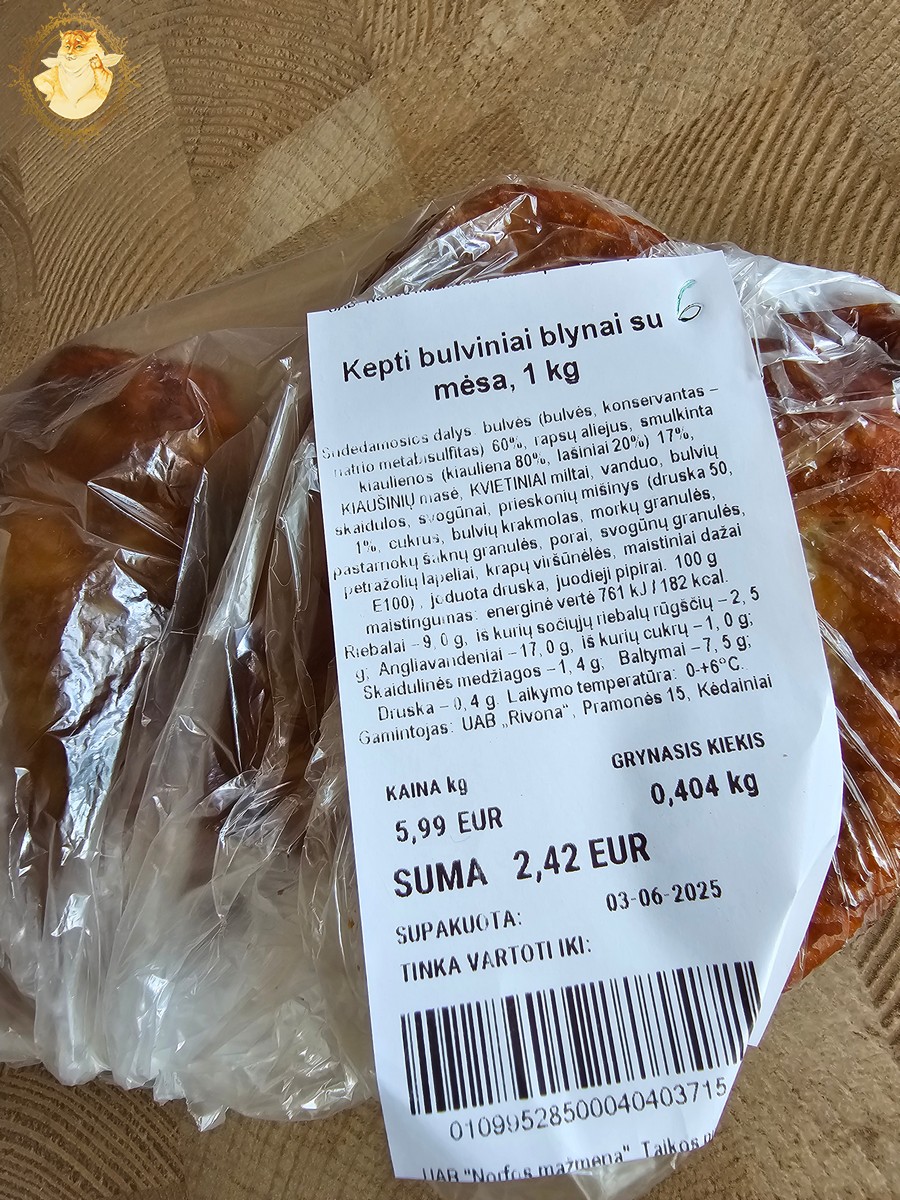 6
Kepti bulviniai blynai su
mėsa, 1 kg
Sudedamosios dalys bulvės (bulvės, konservantas –
natrio metabisulfitas) 60%, rapsų aliejus, smulkinta
kiaulienos (kiauliena 80%, lašiniai 20%) 17%,
KIAUŠINIŲ masė, KVIETINIAI miltai, vanduo, bulvių
skaidulos, svogūnai, prieskonių mišinys (druska 50,
1%, cukrus, bulvių krakmolas, morkų granulės,
pastarnokų šaknų granulės, porai, svogūnų granulės,
petražolių lapeliai, krapų viršūnėlės, maistiniai dažai
E100), joduota druska, juodieji pipirai. 100 g
maistingumas: energinė vertė 761 kJ / 182 kcal.
Riebalai – 9, 0 g, iš kurių sočiųjų riebalų rūgščių – 2, 5
g; Angliavandeniai – 17, 0 g, iš kurių cukrų – 1, 0 g;
Skaidulinės medžiagos – 1, 4 g; Baltymai – 7, 5 g;
Druska – 0, 4 g. Laikymo temperatūra: 0-+6°C.
Gamintojas: UAB „Rivona“, Pramonės 15, Kėdainiai
KAINA kg GRYNASIS KIEKIS
5,99 EUR 0,404 kg
SUMA 2,42 EUR
SUPAKUOTA: 03-06-2025
TINKA VARTOTI IKI:
01099528500040403715
UAB "Norfos mažmena", Taikos